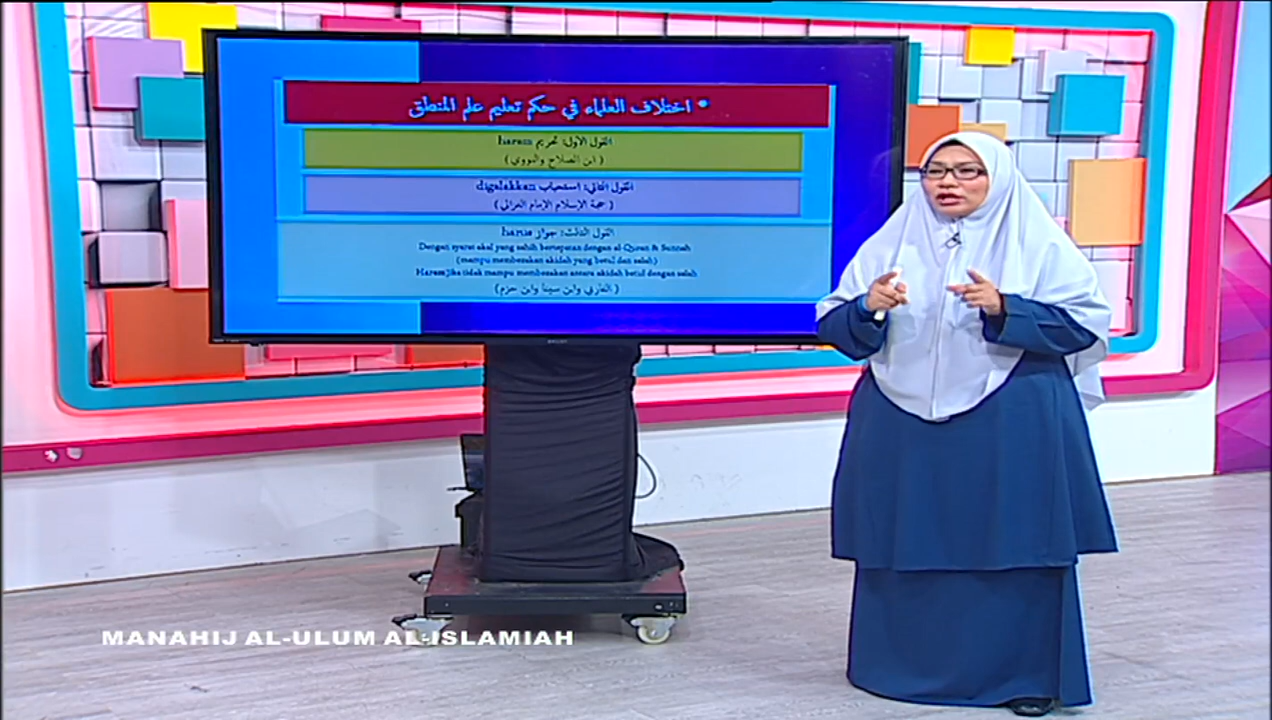 • اختلاف العلماء في حكم تعليم علم المنطق
القول الأول: تحريم haram
( ابن الصلاح والنووي )
القول الثاني: استحباب digalakkan
( حجة الإسلام الإمام الغزالي )
القول الثالث: جواز harus
Dengan syarat akal yang sahih bertepatan dengan al-Quran & Sunnah
(mampu membezakan akidah yang betul dan salah)
Haram jika tidak mampu membezakan antara akidah betul dengan salah
( الفارابي وابن سينا وابن حزم )
MANAHIJ AL-ULUM AL-ISLAMIAH